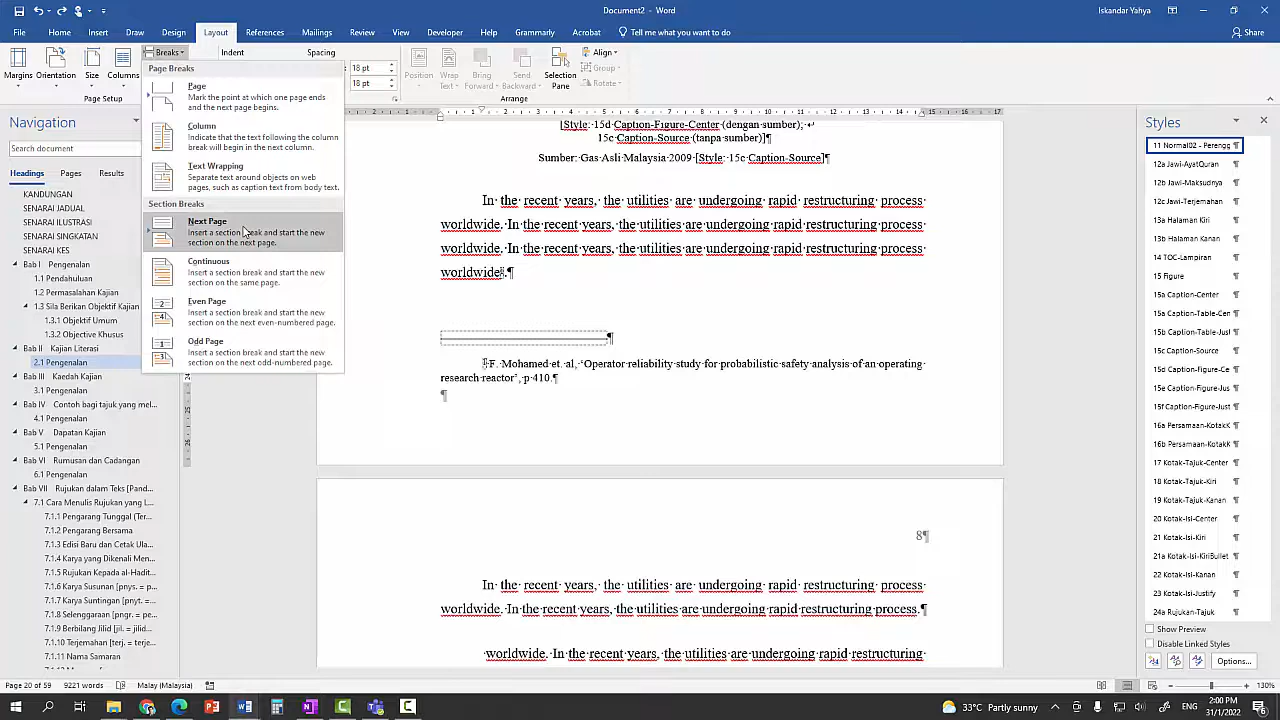 Document2 - Word
Iskandar Yahya
File Home Insert Draw Design Layout References Mailings Review View Developer Help Grammarly Acrobat Tell me what you want to do Share
Breaks Indent Spacing
Margins Orientation Size Columns
Page Setup
18 pt
18 pt
Position Wrap Text Bring Forward Send Backward Selection Pane
Align
Group
Rotate
Arrange
Page Breaks
Page
Mark the point at which one page ends
and the next page begins.
Column
Indicate that the text following the column
break will begin in the next column.
Text Wrapping
Separate text around objects on web
pages, such as caption text from body text.
Section Breaks
Next Page
Insert a section break and start the new
section on the next page.
Continuous
Insert a section break and start the new
section on the same page.
Even Page
Insert a section break and start the new
section on the next even-numbered page.
Odd Page
Insert a section break and start the new
section on the next odd-numbered page.
Navigation
Search document
Headings Pages Results
KANDUNGAN
SENARAI JADUAL
SENARAI ILUSTRASI
SENARAI SINGKATAN
SENARAI KES
Bab I Pengenalan
1.1 Pendahuluan
1.2 Permasalahan Kajian
1.3 Sila Berikan Objektif Kajian
1.3.1 Objektif Umum
1.3.2 Objective Khusus
Bab II Kajian Literasi
2.1 Pengenalan
Bab III Kaedah Kajian
3.1 Pengenalan
Bab IV Contoh bagi tajuk yang mel...
4.1 Pengenalan
Bab V Dapatan Kajian
5.1 Pengenalan
Bab VI Rumusan dan Cadangan
6.1 Pengenalan
Bab VII Rujukan dalam Teks [Pand...
7.1 Cara Menulis Rujukan yang L...
7.1.1 Pengarang Tunggal (Ter...
7.1.2 Pengarang Bersama
7.1.3 Edisi Baru dan Cetak Ula...
7.1.4 Karya yang Dikenali Men...
7.1.5 Rujukan Kepada al-Hadit...
7.1.6 Karya Susunan [pnys. = p...
7.1.7 Karya Suntingan [pnyt. = ...
7.1.8 Selenggaraan [pngr. = pe...
7.1.9 Berbilang Jilid [jil. = jilid...
7.1.10 Terjemahan [terj. = terje...
7.1.11 Nama Samaran
[Style: 15d Caption-Figure-Center (dengan sumber);
15c Caption-Source (tanpa sumber)]¶
Sumber: Gas Asli Malaysia 2009 [Style: 15c Caption-Source]¶
In the recent years, the utilities are undergoing rapid restructuring process
worldwide. In the recent years, the utilities are undergoing rapid restructuring process
worldwide. In the recent years, the utilities are undergoing rapid restructuring process
worldwide.¶
F. Mohamed et. al, 'Operator reliability study for probabilistic safety analysis of an operating
research reactor', p 410.¶
¶
8¶
In the recent years, the utilities are undergoing rapid restructuring process
worldwide. In the recent years, the utilities are undergoing rapid restructuring process.¶
worldwide. In the recent years, the utilities are undergoing rapid restructuring
Styles
11 Normal02 - Perengg
12a Jawi-AyatQuran
12b Jawi-Maksudnya
12c Jawi-Terjemahan
13a Halaman Kiri
13b Halaman Kanan
14 TOC-Lampiran
15 Figure
15a Caption-Center
15b Caption-Table-Cen
15b Caption-Table-Just
15c Caption-Source
15d Caption-Figure-Ce
15e Caption-Figure-Jus
15f Caption-Figure-Just
16a Persamaan-KotakK
16b Persamaan-KotakK
17 Kotak-Tajuk-Center
18 Kotak-Tajuk-Kiri
19 Kotak-Tajuk-Kanan
20 Kotak-Isi-Center
21 Kotak-Isi-Kiri
21a Kotak-Isi-KiriBullet
22 Kotak-Isi-Kanan
23 Kotak-Isi-Justify
24a Rujukan-Tajuk
Show Preview
Disable Linked Styles
Options...
Page 20 of 59 9221 words Malay (Malaysia) 130%
33°C Partly sunny
2:00 PM
31/1/2022